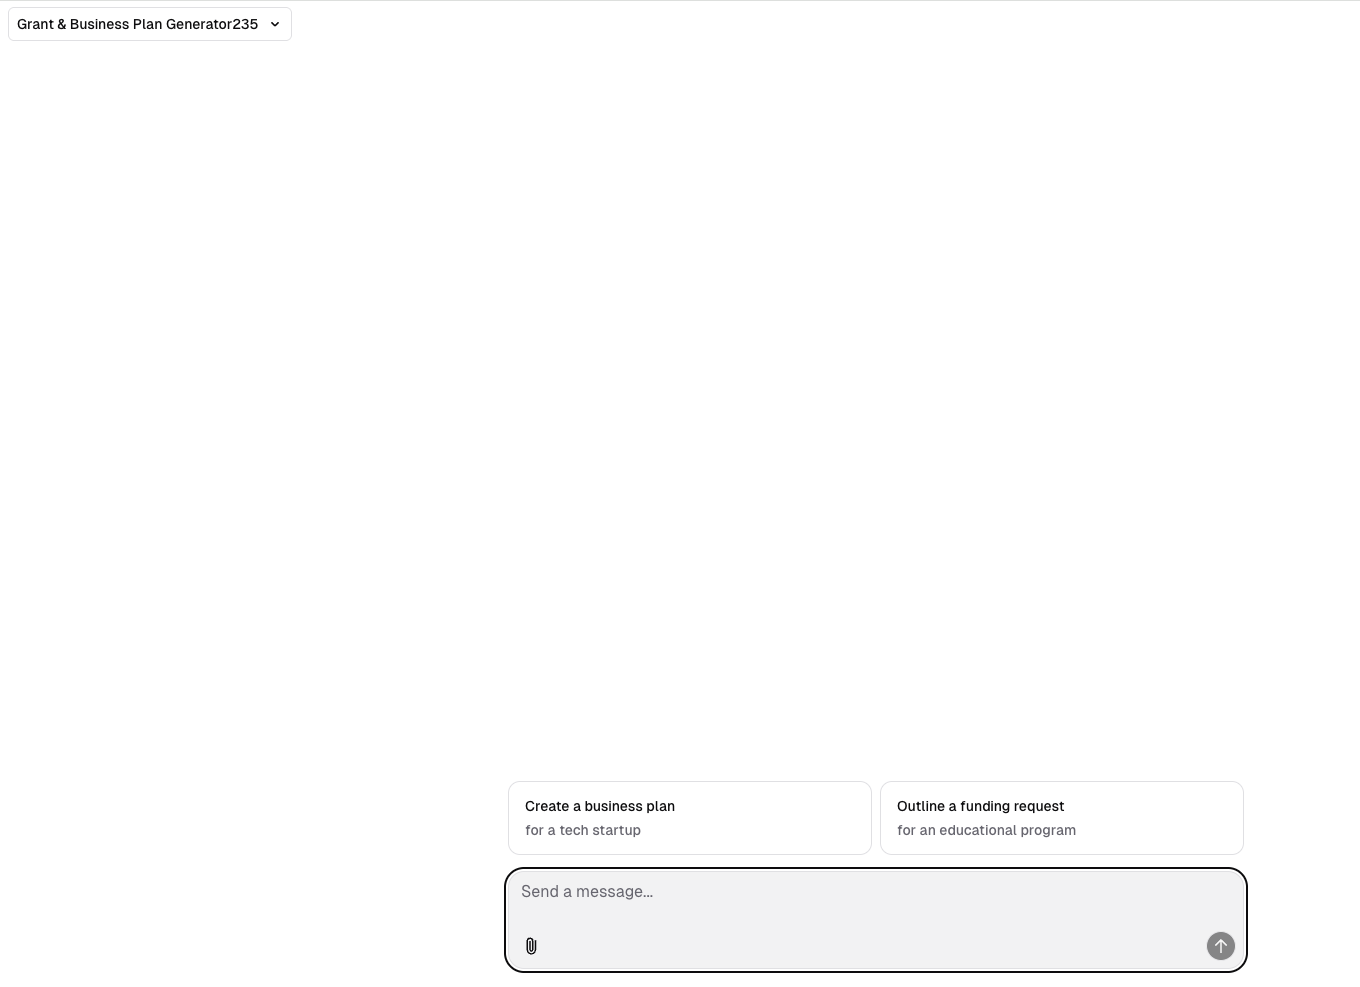 Grant & Business Plan Generator235
Create a business plan
for a tech startup
Outline a funding request
for an educational program
Send a message...